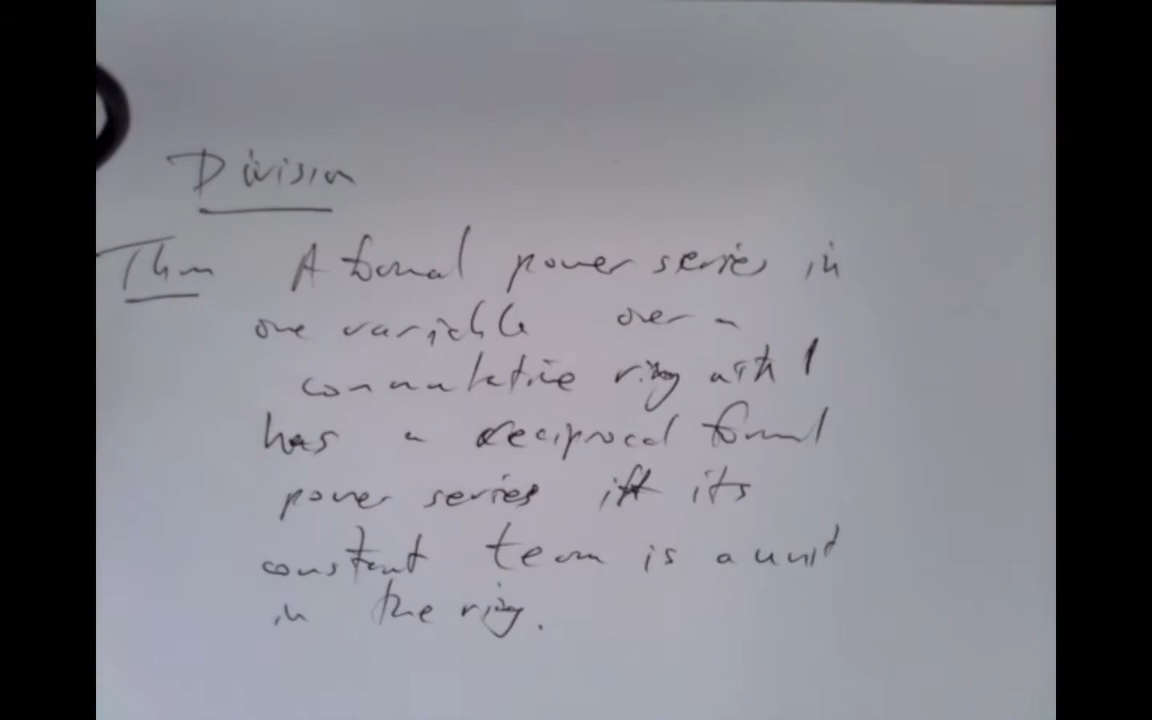 Division
Thm A formal power series in
one variable over a
commutative ring with 1
has a reciprocal formal
power series iff its
constant term is a unit
in the ring.